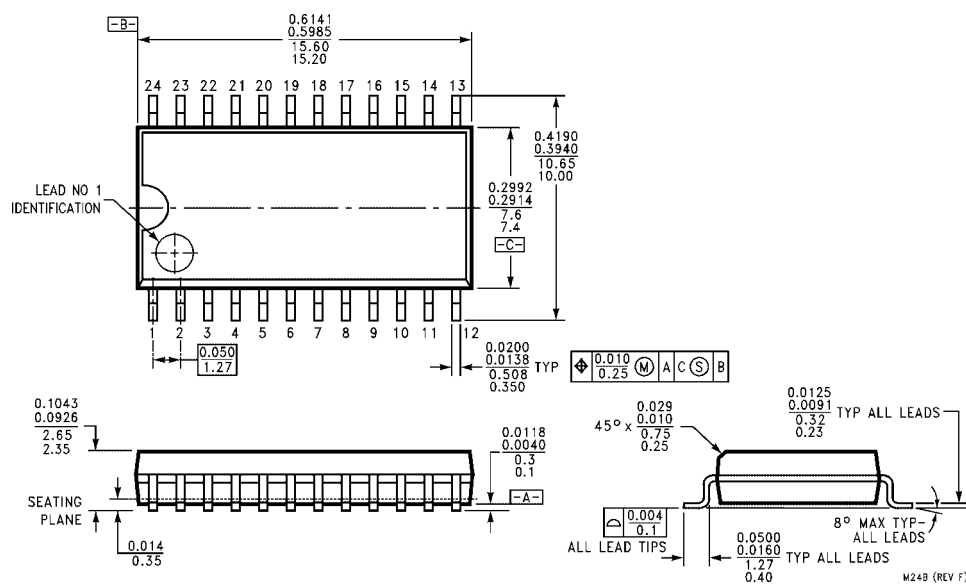 -B-
0.6141
0.5985
15.60
15.20
24 23 22 21 20 19 18 17 16 15 14 13
0.4190
0.3940
10.65
10.00
LEAD NO 1
IDENTIFICATION
0.2992
0.2914
7.6
7.4
-C-
1 2 3 4 5 6 7 8 9 10 11 12
0.050
1.27
0.0200
0.0138
0.508
0.350
TYP
⌖ 0.010 0.25 Ⓜ A C Ⓢ B
0.1043
0.0926
2.65
2.35
0.0118
0.0040
0.3
0.1
-A-
SEATING
PLANE
0.014
0.35
45° x
0.029
0.010
0.75
0.25
0.0125
0.0091
0.32
0.23
TYP ALL LEADS
⌓ 0.004 0.1
ALL LEAD TIPS
0.0500
0.0160
1.27
0.40
TYP ALL LEADS
8° MAX TYP-
ALL LEADS
M24B (REV F)